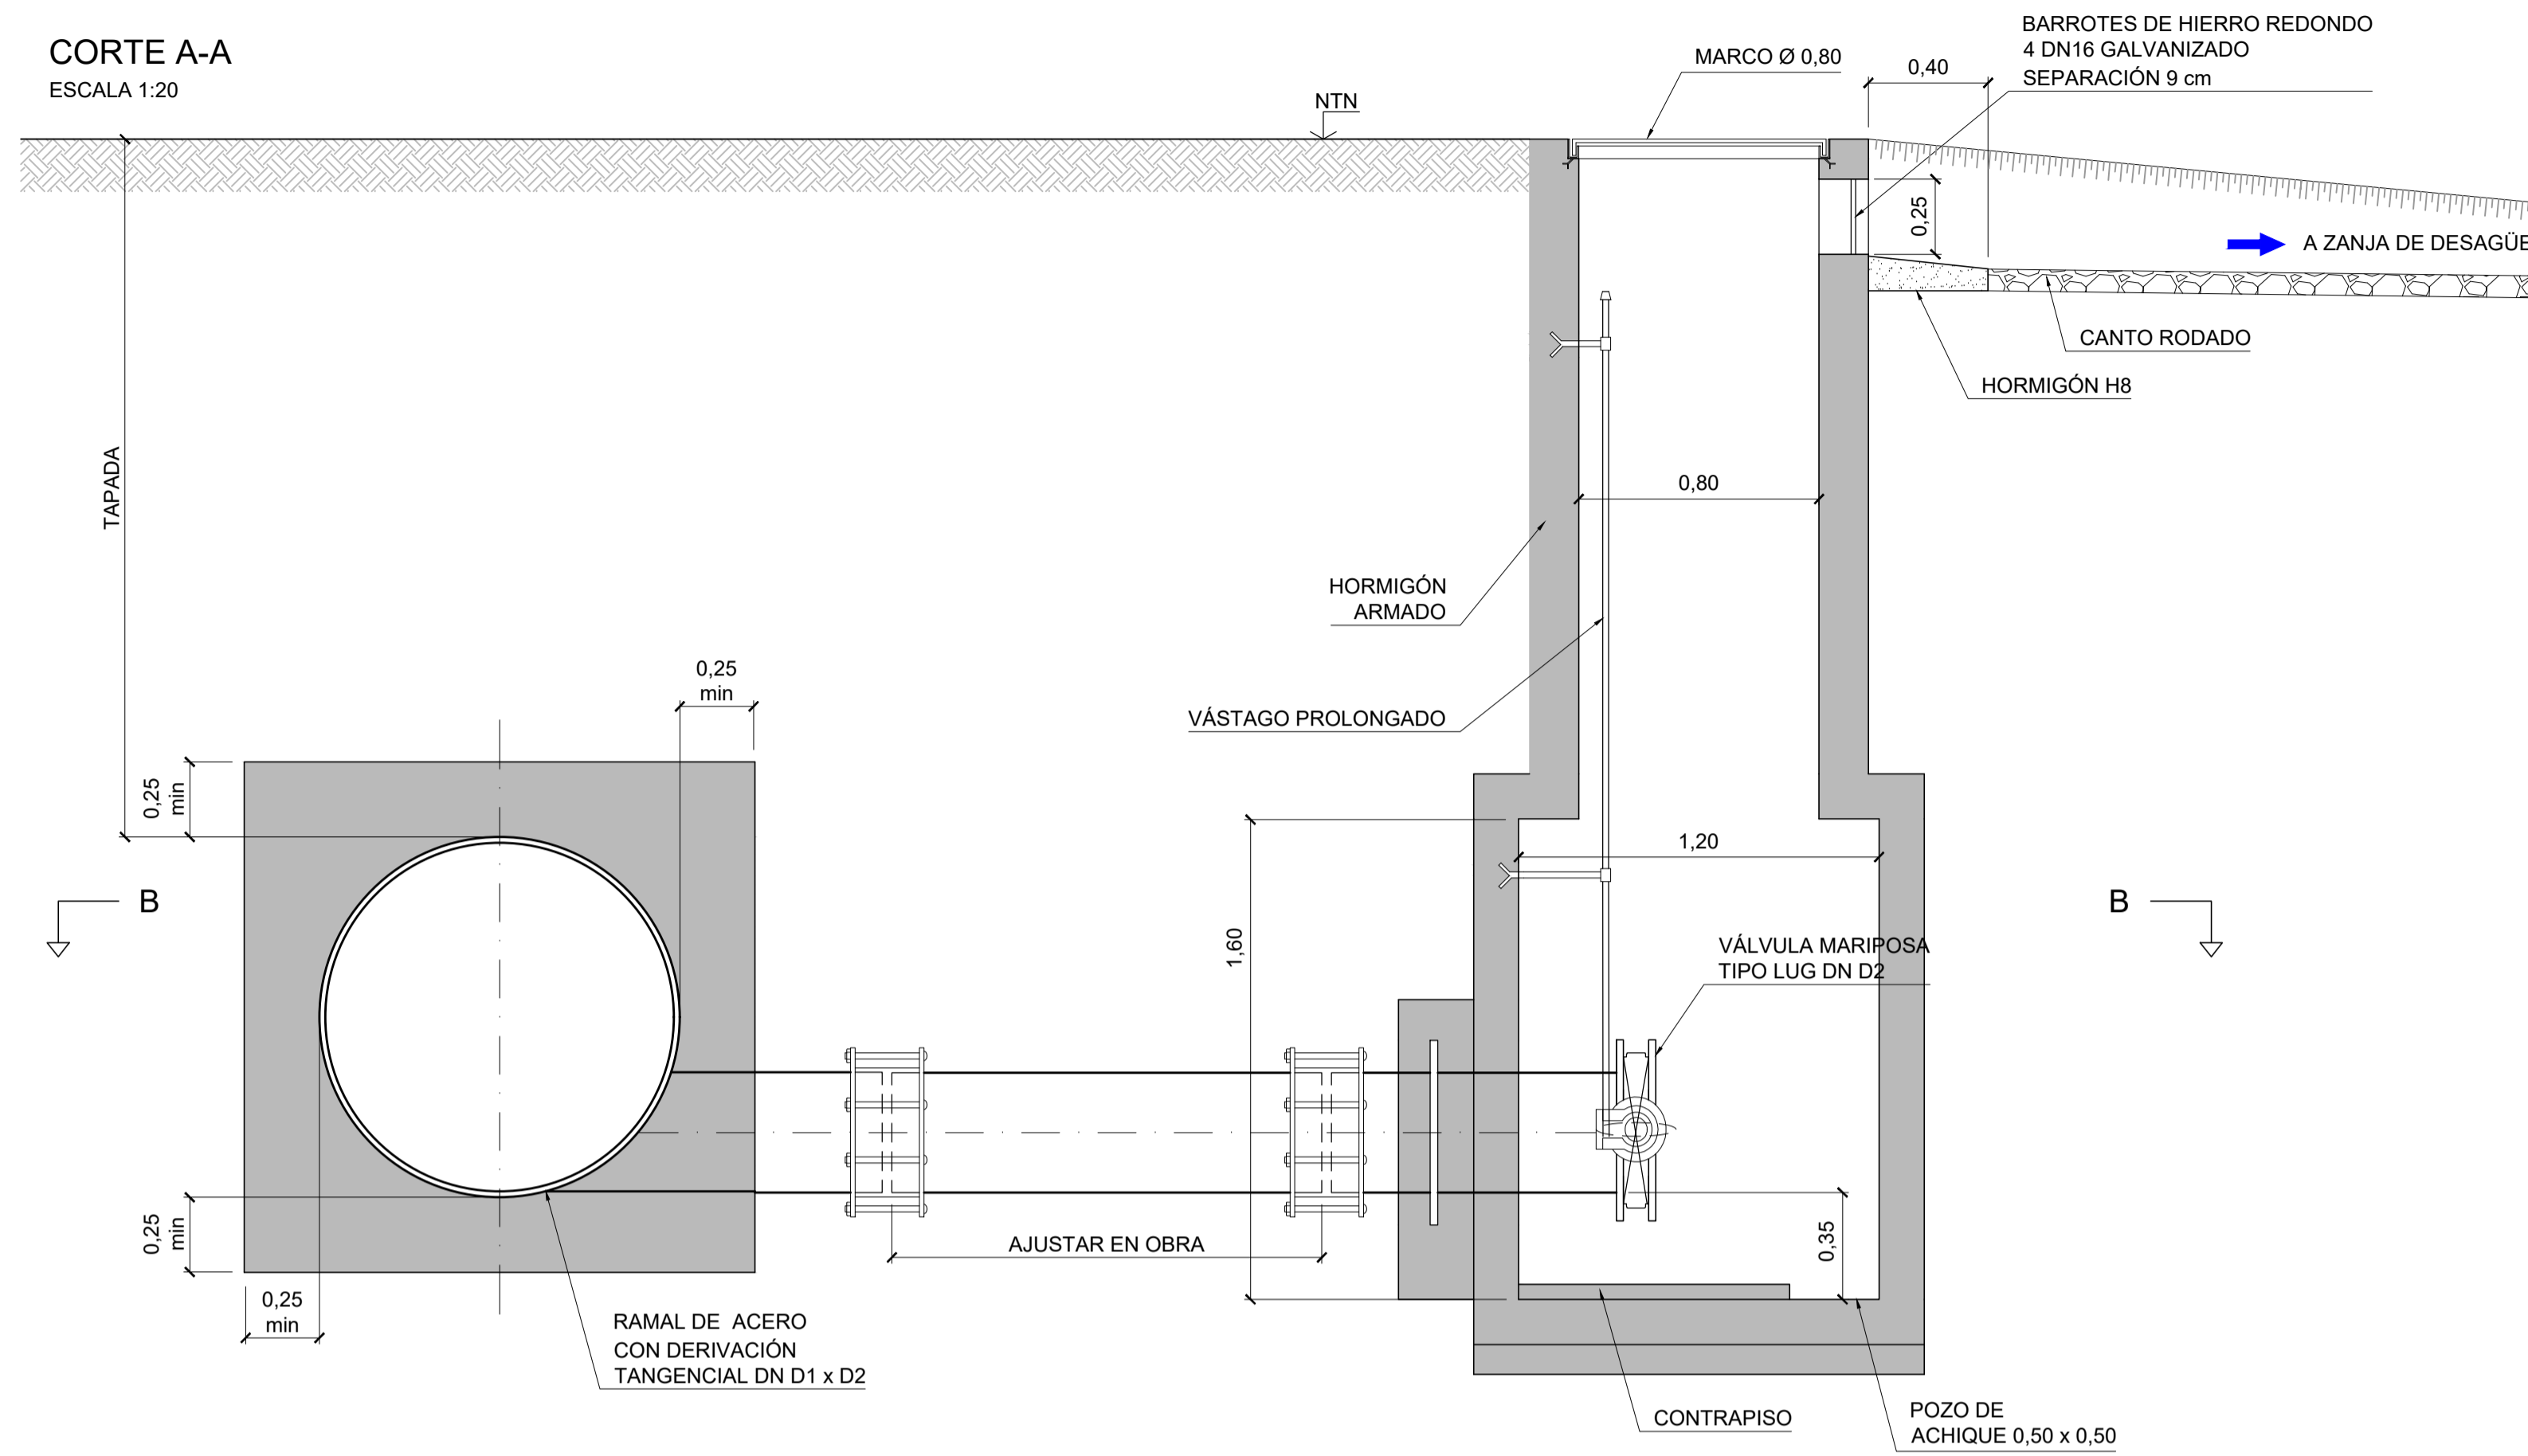 CORTE A-A
ESCALA 1:20
NTN
MARCO Ø 0,80
0,40
BARROTES DE HIERRO REDONDO
4 DN16 GALVANIZADO
SEPARACIÓN 9 cm
0,25
A ZANJA DE DESAGÜE
CANTO RODADO
HORMIGÓN H8
TAPADA
0,80
HORMIGÓN
ARMADO
VÁSTAGO PROLONGADO
0,25
min
0,25
min
1,20
B
B
1,60
VÁLVULA MARIPOSA
TIPO LUG DN D2
0,25
min
0,35
AJUSTAR EN OBRA
0,25
min
RAMAL DE ACERO
CON DERIVACIÓN
TANGENCIAL DN D1 x D2
CONTRAPISO
POZO DE
ACHIQUE 0,50 x 0,50